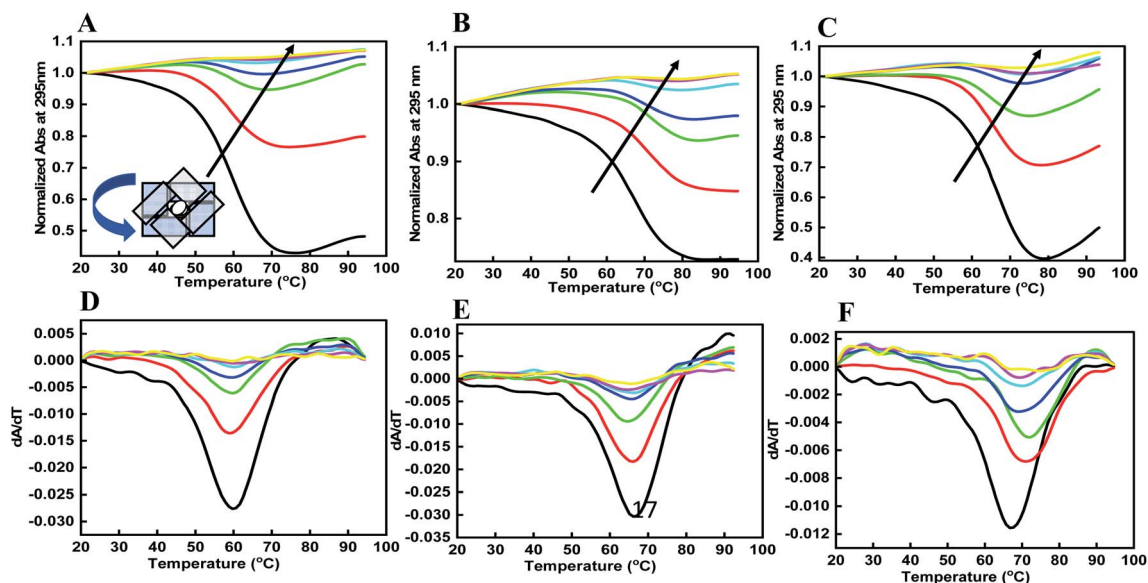 A
B
C
1.1
1.0
0.9
0.8
0.7
0.6
0.5
Normalized Abs at 295nm
20 30 40 50 60 70 80 90 100
Temperature (°C)
1.1
1.0
0.9
0.8
Normalized Abs at 295 nm
20 30 40 50 60 70 80 90 100
Temperature (°C)
1.1
1.0
0.9
0.8
0.7
0.6
0.5
0.4
Normalized Abs at 295 nm
20 30 40 50 60 70 80 90 100
Temperature (°C)
D
E
F
0.005
0.000
-0.005
-0.010
-0.015
-0.020
-0.025
-0.030
dA/dT
20 30 40 50 60 70 80 90 100
Temperature (°C)
0.010
0.005
0.000
-0.005
-0.010
-0.015
-0.020
-0.025
-0.030
-0.035
dA/dT
17
20 30 40 50 60 70 80 90 100
Temperature (°C)
0.002
0.000
-0.002
-0.004
-0.006
-0.008
-0.010
-0.012
dA/dT
20 30 40 50 60 70 80 90 100
Temperature (°C)